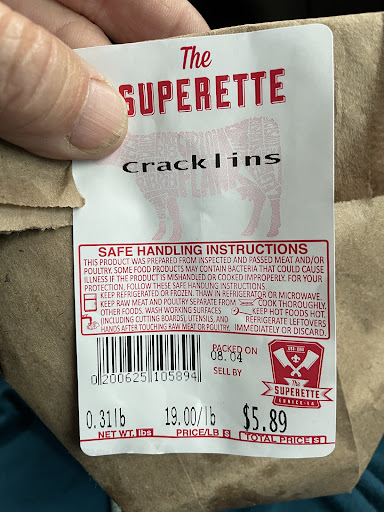 The
SUPERETTE
cracklins
SAFE HANDLING INSTRUCTIONS
THIS PRODUCT WAS PREPARED FROM INSPECTED AND PASSED MEAT AND/OR
POULTRY. SOME FOOD PRODUCTS MAY CONTAIN BACTERIA THAT COULD CAUSE
ILLNESS IF THE PRODUCT IS MISHANDLED OR COOKED IMPROPERLY. FOR YOUR
PROTECTION, FOLLOW THESE SAFE HANDLING INSTRUCTIONS.
KEEP REFRIGERATED OR FROZEN. THAW IN REFRIGERATOR OR MICROWAVE.
KEEP RAW MEAT AND POULTRY SEPARATE FROM COOK THOROUGHLY.
OTHER FOODS. WASH WORKING SURFACES KEEP HOT FOODS HOT.
(INCLUDING CUTTING BOARDS), UTENSILS, AND REFRIGERATE LEFTOVERS
HANDS AFTER TOUCHING RAW MEAT OR POULTRY. IMMEDIATELY OR DISCARD.
PACKED ON
08.04
SELL BY
0 200625 105894
The
SUPERETTE
EUNICE-LA
0.31lb 19.00/lb $5.89
NET WT. lbs PRICE/LB $ TOTAL PRICE $